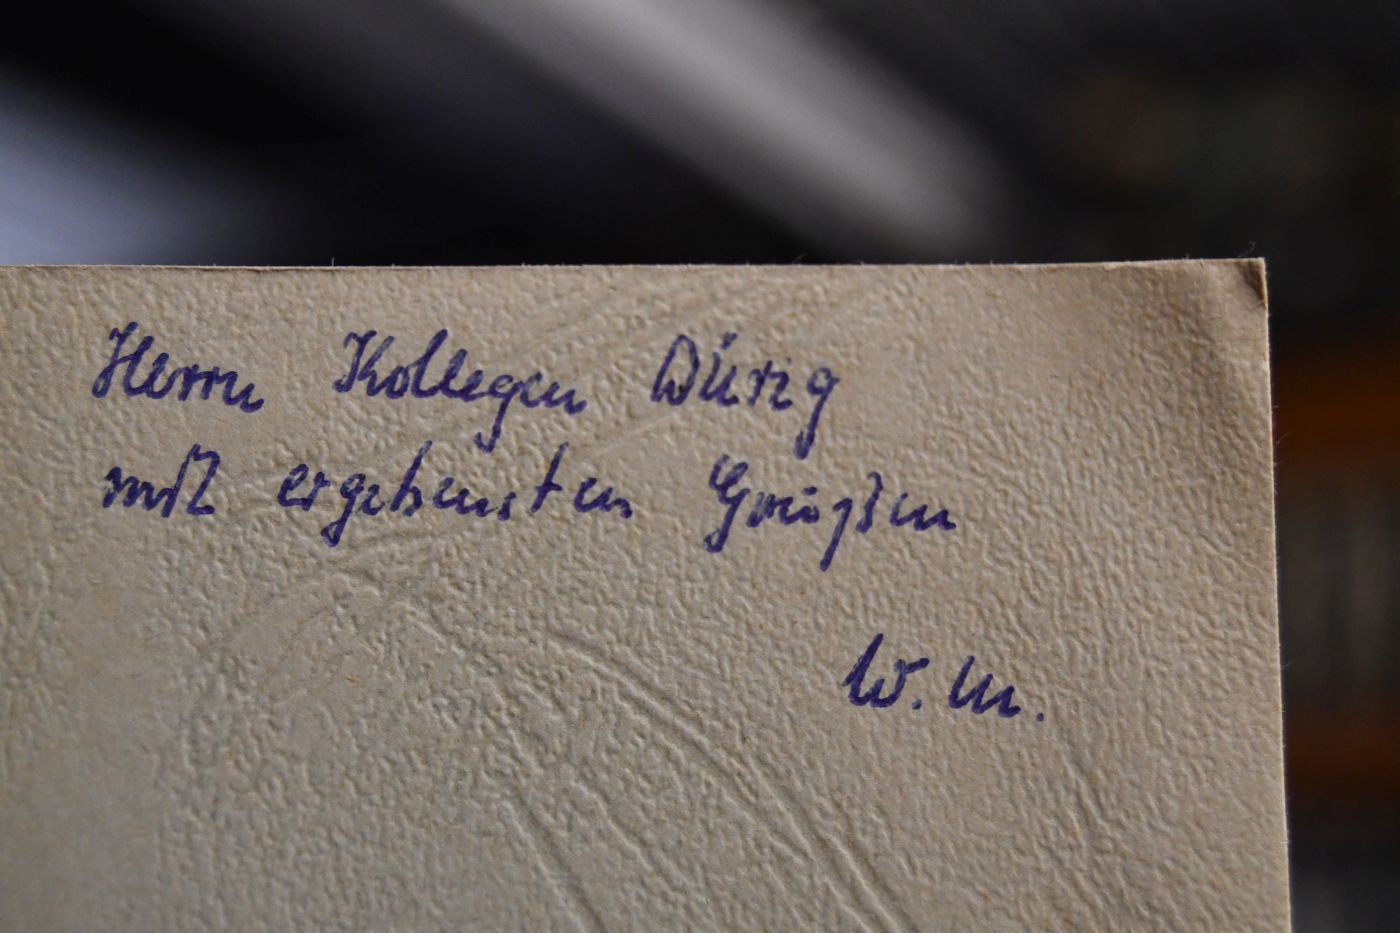 Herrn Kollegen Dürig
mit ergebensten Grüßen
W. M.